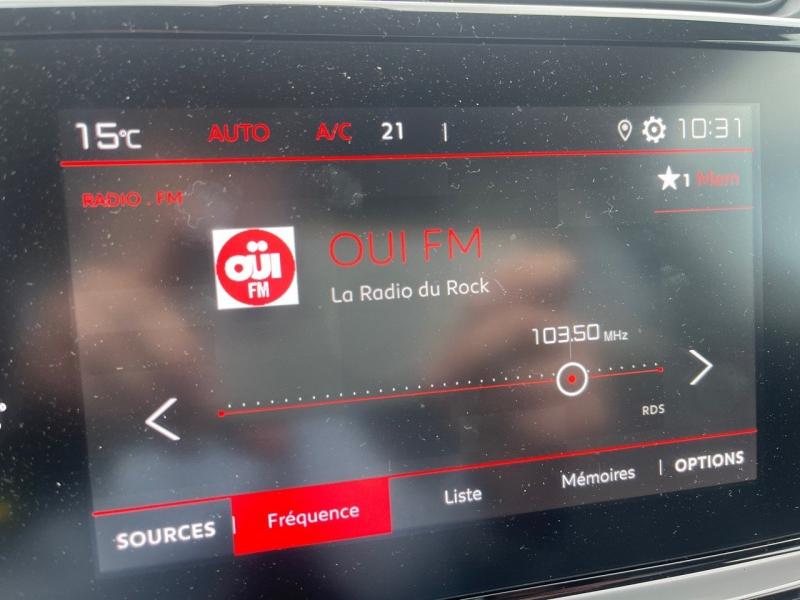 15°C AUTO A/C 21 | 10:31
RADIO . FM
★1 Mem
OÜI
FM
OUI FM
La Radio du Rock
103.50 MHz
RDS
SOURCES | Fréquence Liste Mémoires | OPTIONS